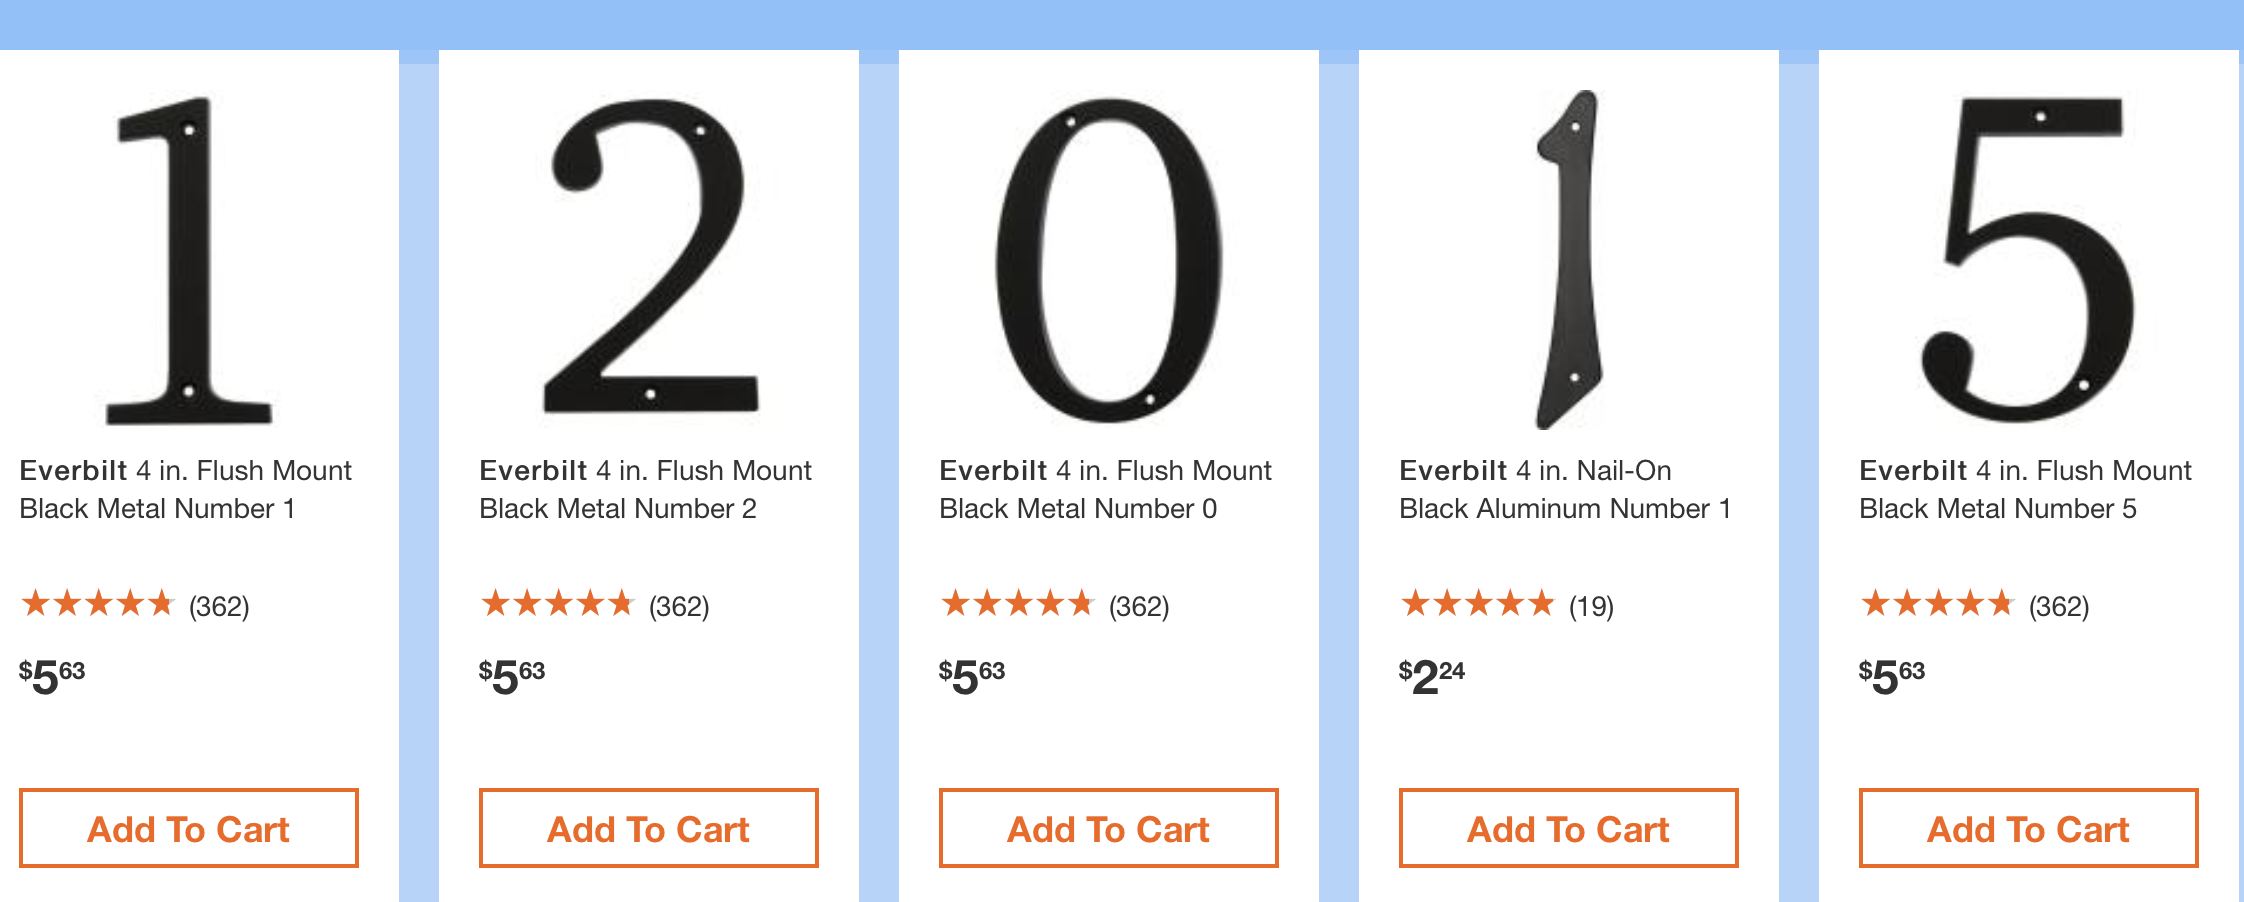 1
2
0
1
5
Everbilt 4 in. Flush Mount
Black Metal Number 1
★★★★★ (362)
$563
Add To Cart
Everbilt 4 in. Flush Mount
Black Metal Number 2
★★★★★ (362)
$563
Add To Cart
Everbilt 4 in. Flush Mount
Black Metal Number 0
★★★★★ (362)
$563
Add To Cart
Everbilt 4 in. Nail-On
Black Aluminum Number 1
★★★★★ (19)
$224
Add To Cart
Everbilt 4 in. Flush Mount
Black Metal Number 5
★★★★★ (362)
$563
Add To Cart